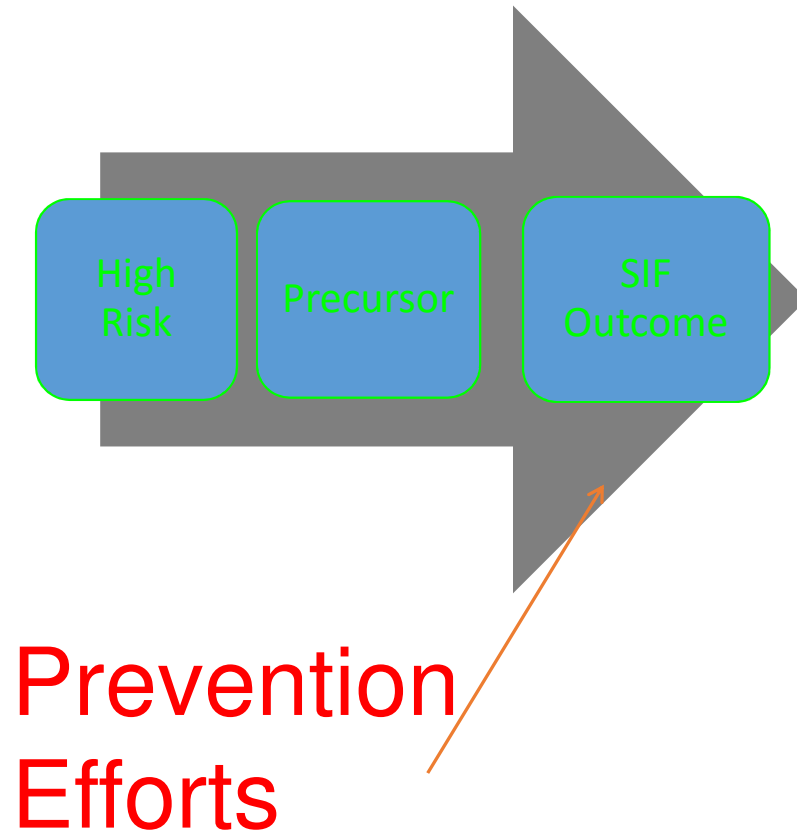 High
Risk
Precursor
SIF
Outcome
Prevention
Efforts